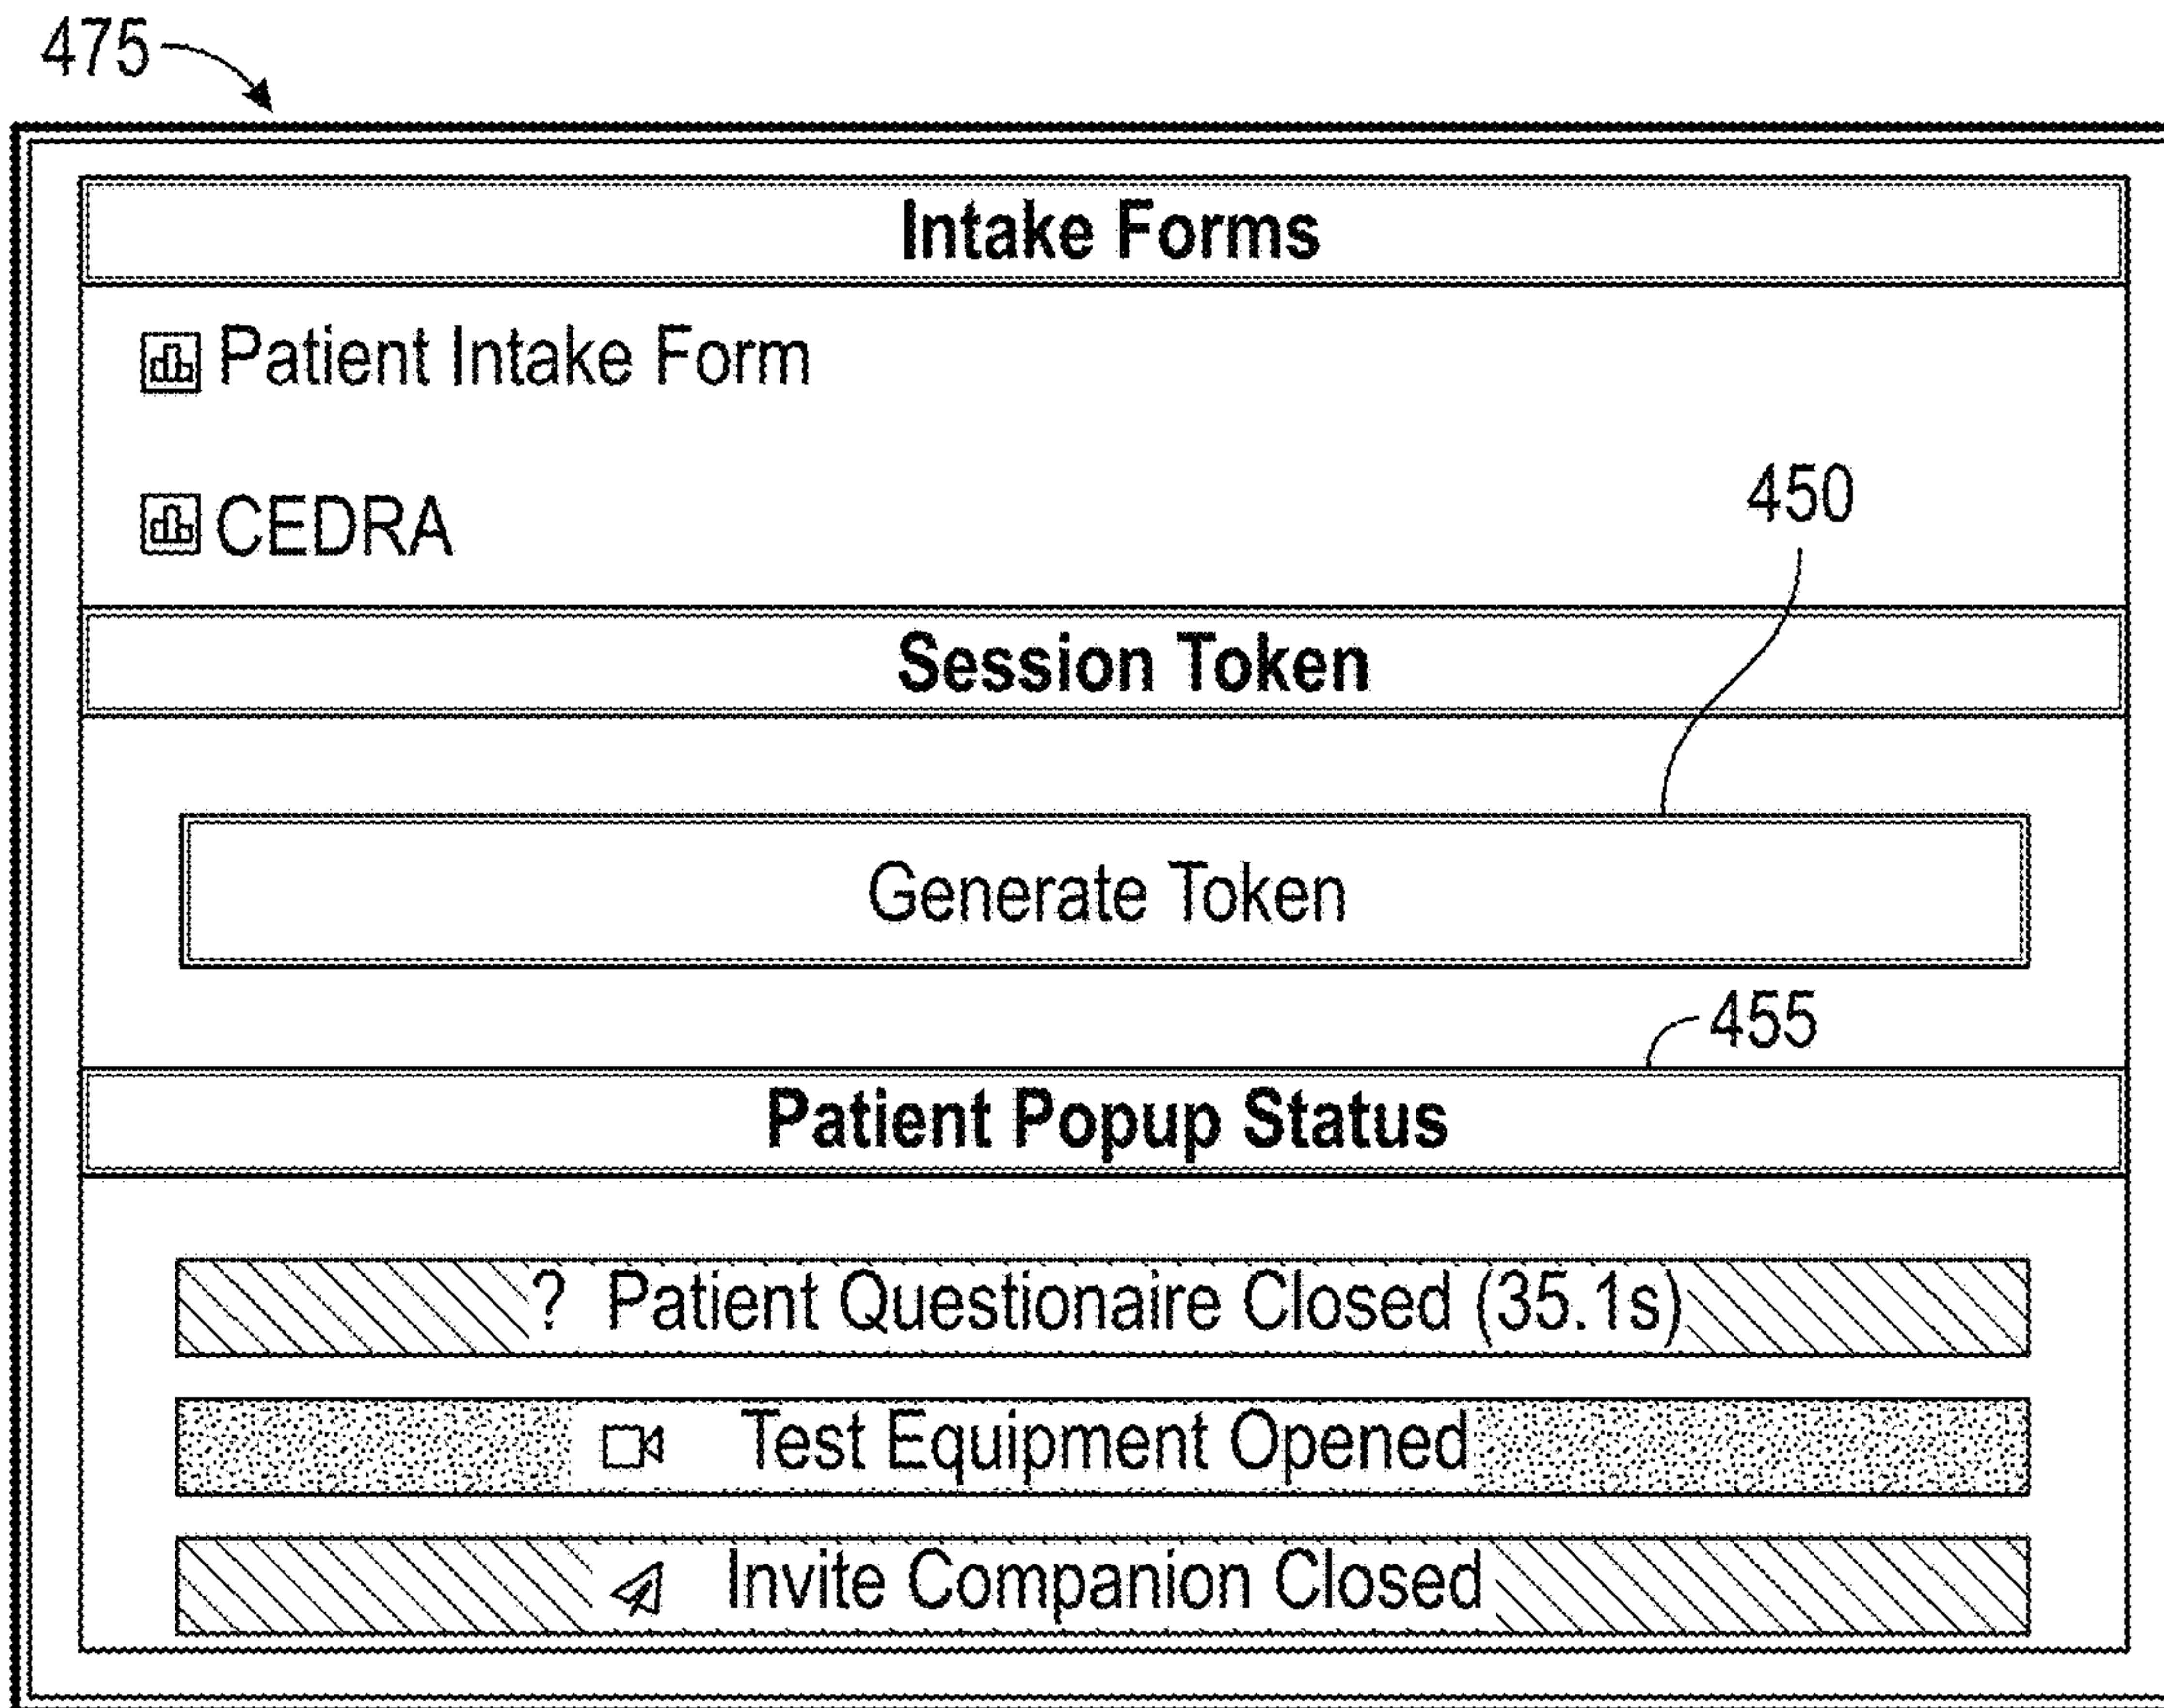 475
Intake Forms
Patient Intake Form
CEDRA
450
Session Token
Generate Token
455
Patient Popup Status
? Patient Questionaire Closed (35.1s)
Test Equipment Opened
Invite Companion Closed